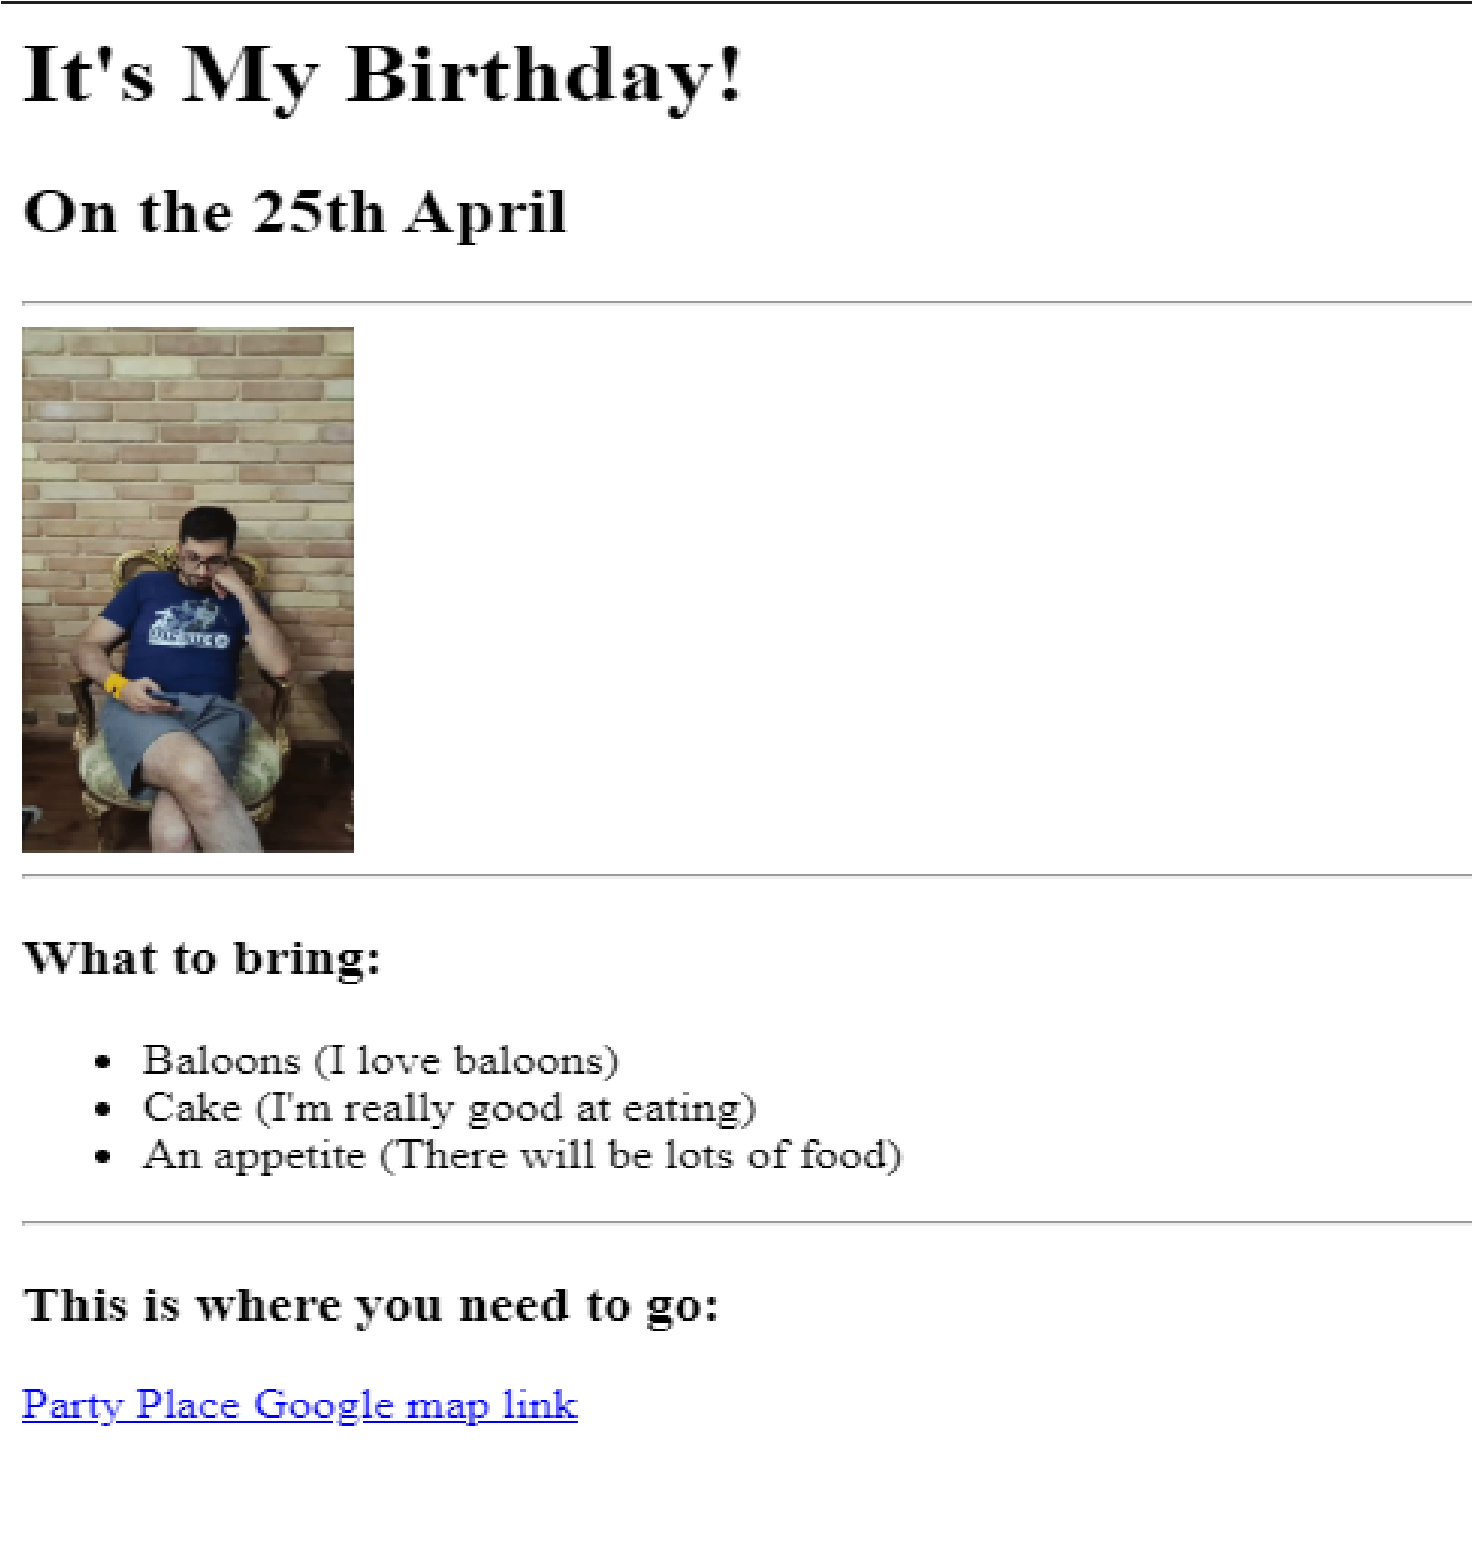 It's My Birthday!
On the 25th April
What to bring:
Baloons (I love baloons)
Cake (I'm really good at eating)
An appetite (There will be lots of food)
This is where you need to go:
Party Place Google map link